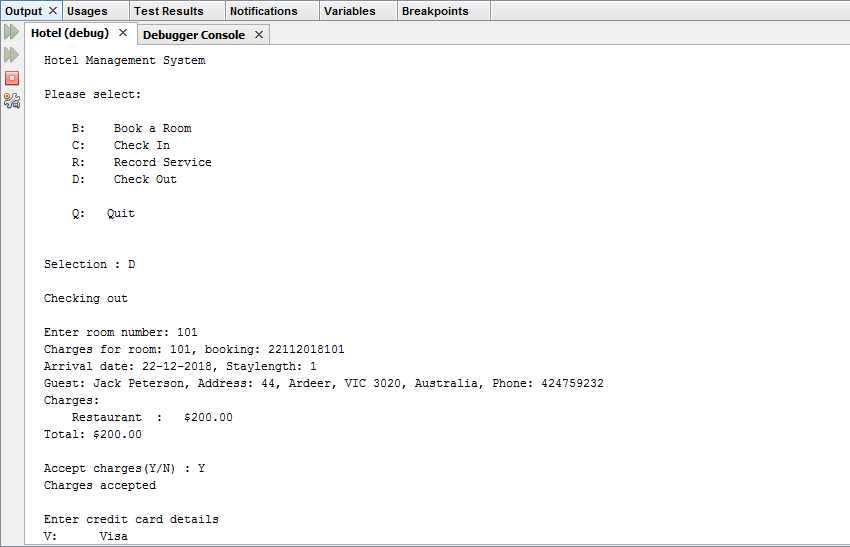 Output Usages Test Results Notifications Variables Breakpoints
Hotel (debug) Debugger Console
Hotel Management System
Please select:
B: Book a Room
C: Check In
R: Record Service
D: Check Out
Q: Quit
Selection : D
Checking out
Enter room number: 101
Charges for room: 101, booking: 22112018101
Arrival date: 22-12-2018, Staylength: 1
Guest: Jack Peterson, Address: 44, Ardeer, VIC 3020, Australia, Phone: 424759232
Charges:
Restaurant : $200.00
Total: $200.00
Accept charges(Y/N) : Y
Charges accepted
Enter credit card details
V: Visa